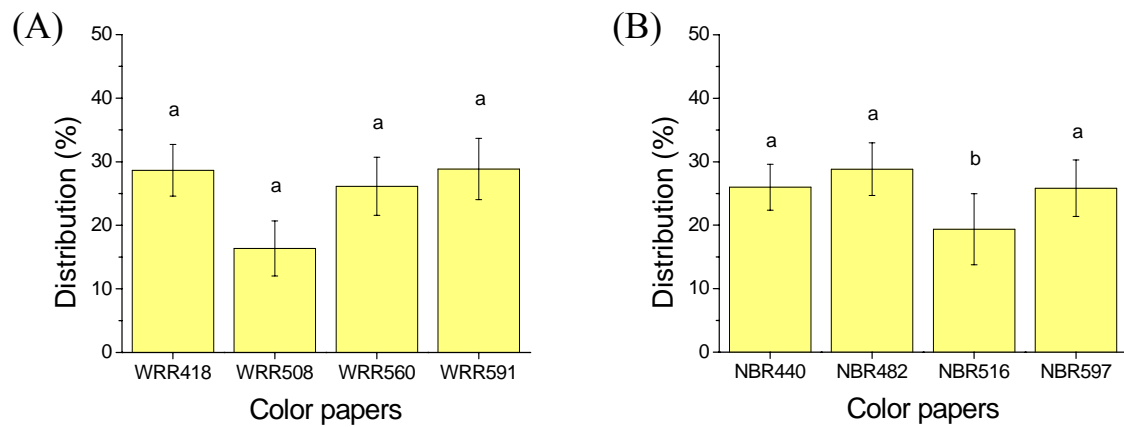 (A)
50
40
30
20
10
0
Distribution (%)
a
a
a
a
WRR418 WRR508 WRR560 WRR591
Color papers
(B)
50
40
30
20
10
0
Distribution (%)
a
a
b
a
NBR440 NBR482 NBR516 NBR597
Color papers